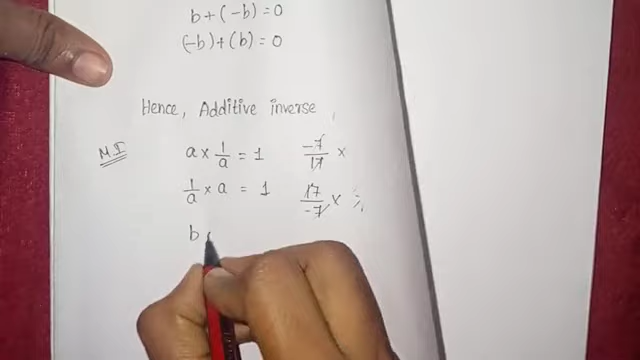 b + (-b) = 0
(-b) + (b) = 0
Hence, Additive inverse,
M.I
a × 1/a = 1 -7/17 ×
1/a × a = 1 17/-7 ×
b